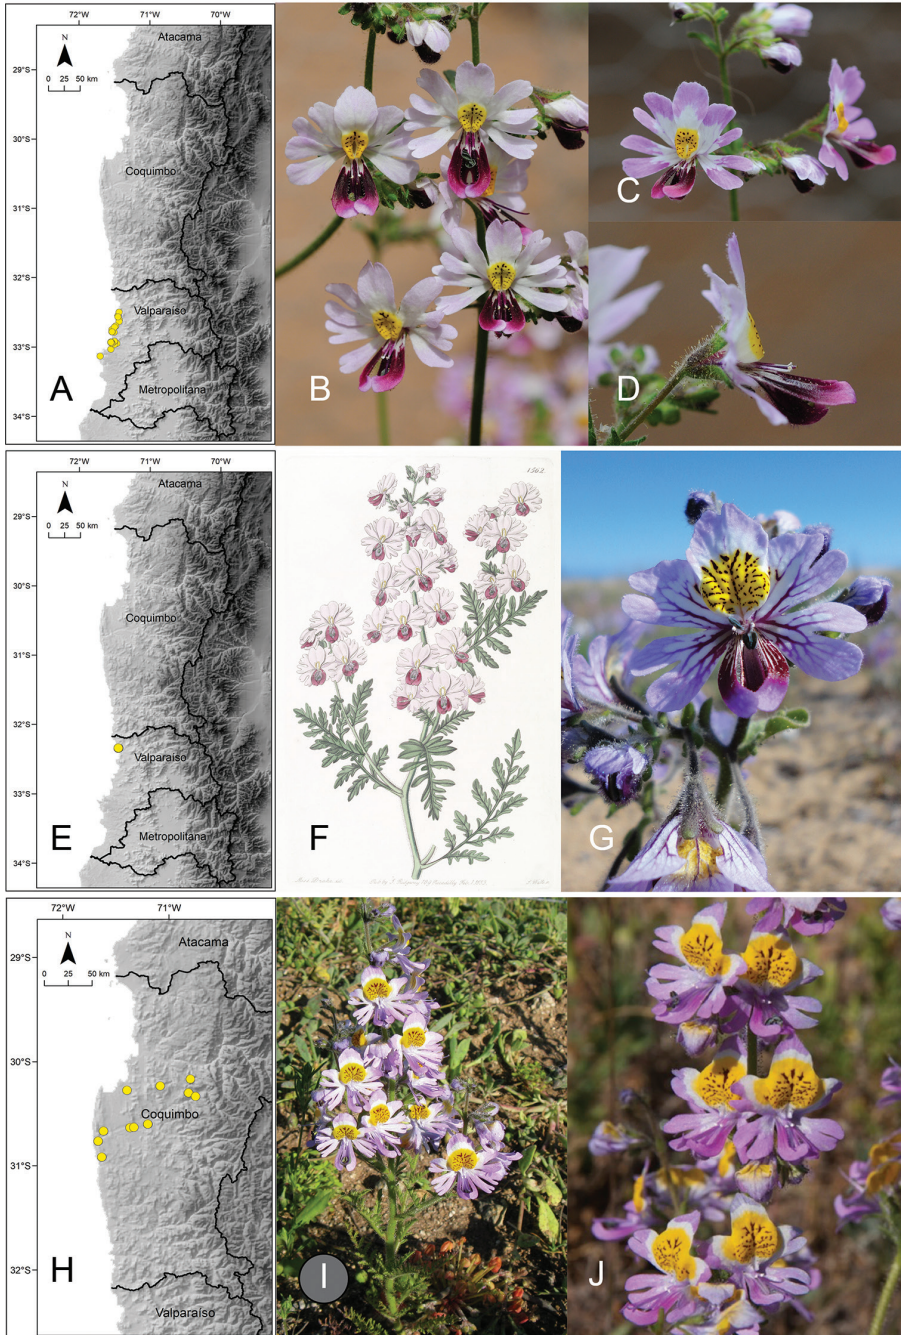 72°W 71°W 70°W
N
0 25 50 km
Atacama
29°S
30°S
Coquimbo
31°S
32°S
Valparaíso
33°S
Metropolitana
34°S
A
B
C
D
72°W 71°W 70°W
N
0 25 50 km
Atacama
29°S
30°S
Coquimbo
31°S
32°S
Valparaíso
33°S
Metropolitana
34°S
E
1562.
F
G
72°W 71°W
N
0 25 50 km
Atacama
29°S
30°S
Coquimbo
31°S
32°S
Valparaíso
H
I
J